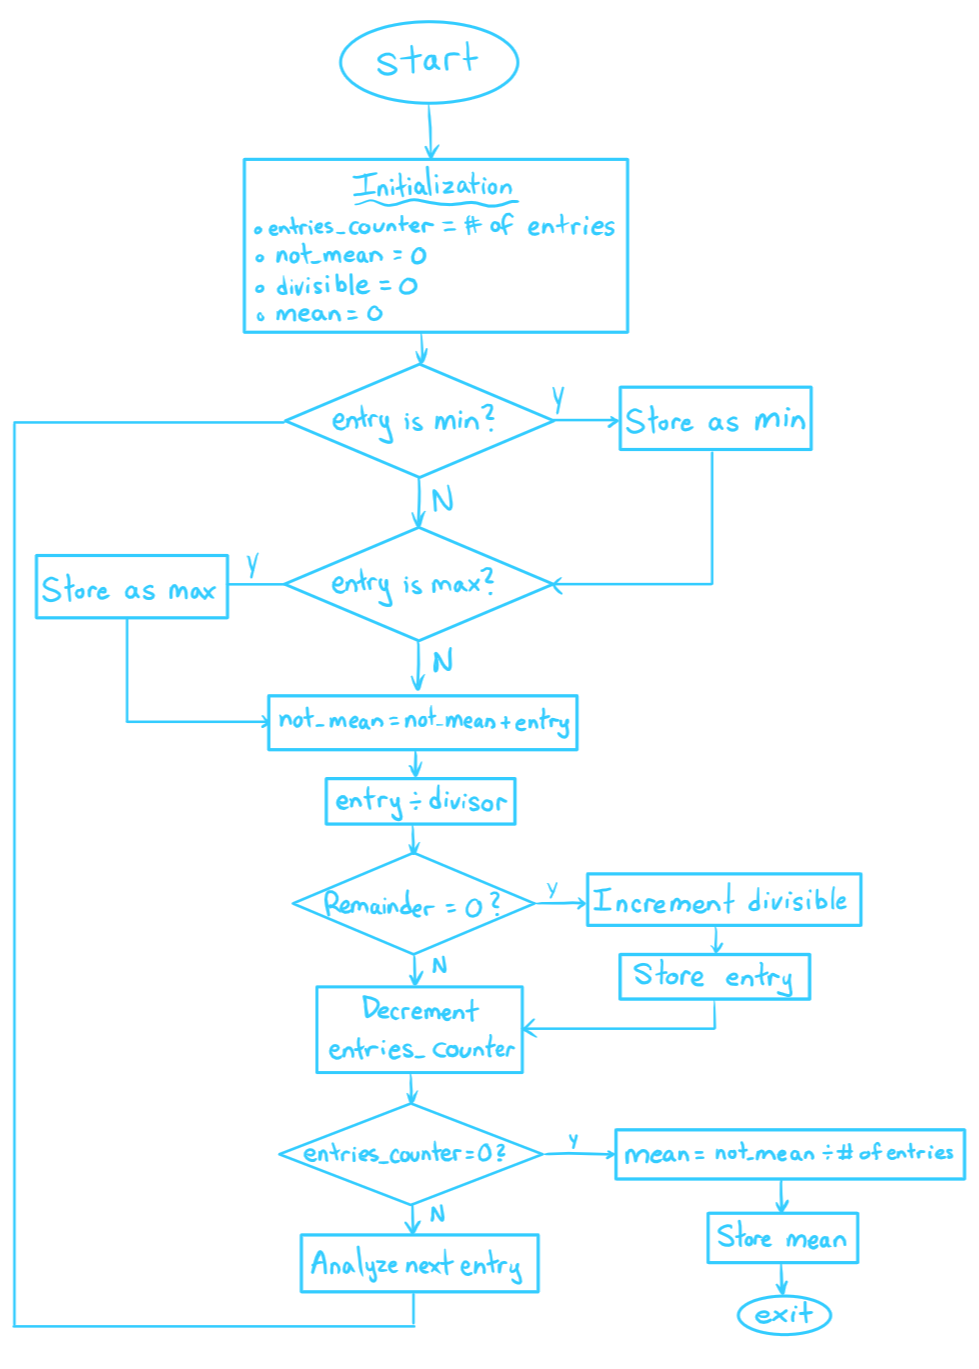 start
Initialization
• entries_counter = # of entries
• not_mean = 0
• divisible = 0
• mean = 0
entry is min?
Y
Store as min
N
entry is max?
Y
Store as max
N
not_mean = not_mean + entry
entry ÷ divisor
Remainder = 0?
Y
Increment divisible
Store entry
N
Decrement
entries_counter
entries_counter = 0?
Y
mean = not_mean ÷ # of entries
Store mean
exit
N
Analyze next entry